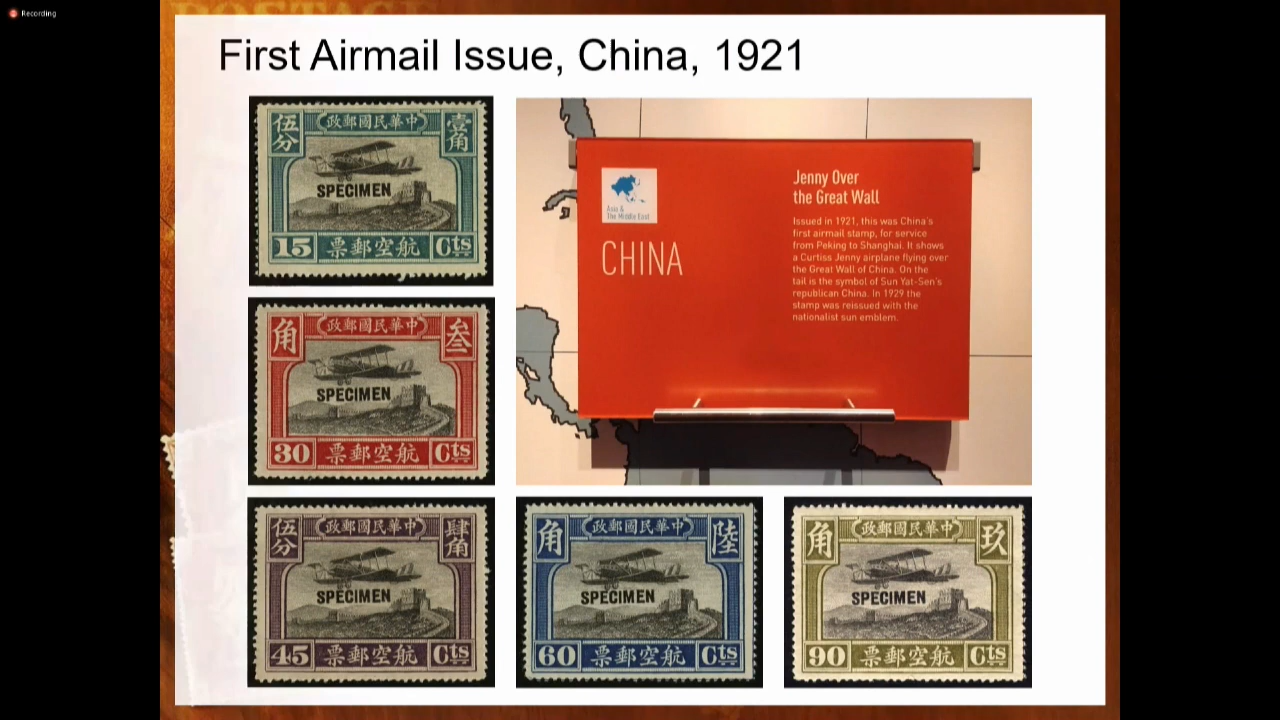 Recording
POSTAGE
First Airmail Issue, China, 1921
伍分
政郵國民華中
壹角
SPECIMEN
15
票郵空航
Cts
角
政郵國民華中
叁
SPECIMEN
30
票郵空航
Cts
Asia &
The Middle East
CHINA
Jenny Over
the Great Wall
Issued in 1921, this was China's
first airmail stamp, for service
from Peking to Shanghai. It shows
a Curtiss Jenny airplane flying over
the Great Wall of China. On the
tail is the symbol of Sun Yat-Sen's
republican China. In 1929 the
stamp was reissued with the
nationalist sun emblem.
伍分
政郵國民華中
肆角
SPECIMEN
45
票郵空航
Cts
角
政郵國民華中
陸
SPECIMEN
60
票郵空航
Cts
角
政郵國民華中
玖
SPECIMEN
90
票郵空航
Cts